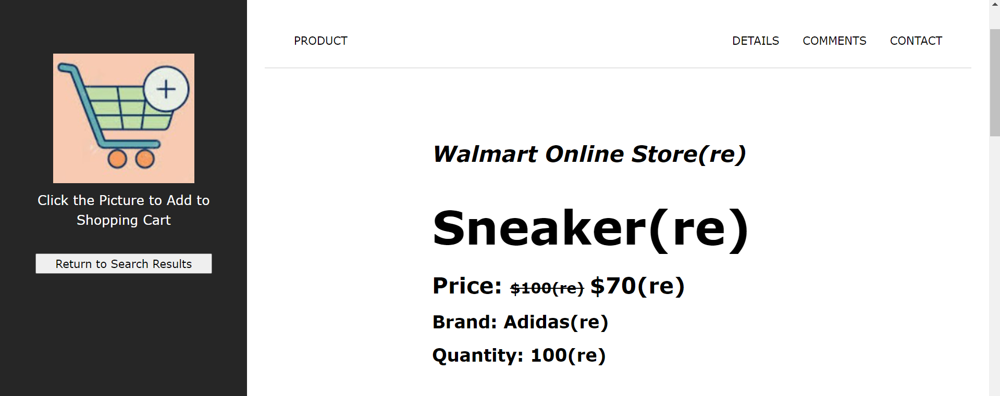 PRODUCT DETAILS COMMENTS CONTACT
Click the Picture to Add to
Shopping Cart
Return to Search Results
Walmart Online Store(re)
Sneaker(re)
Price: $100(re) $70(re)
Brand: Adidas(re)
Quantity: 100(re)